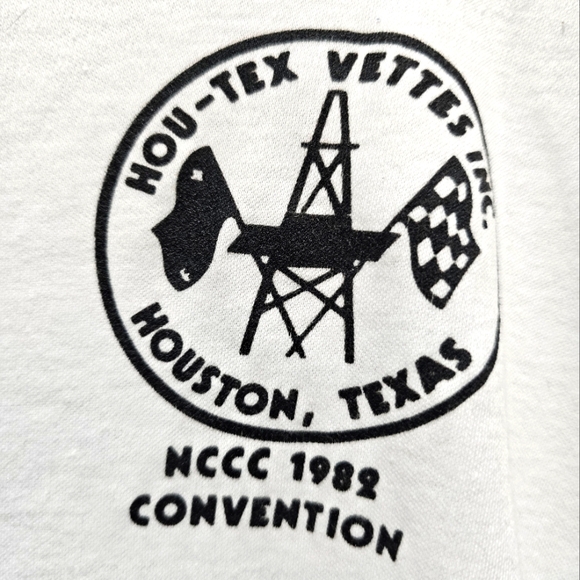 HOU-TEX VETTES INC.
HOUSTON, TEXAS
NCCC 1982
CONVENTION